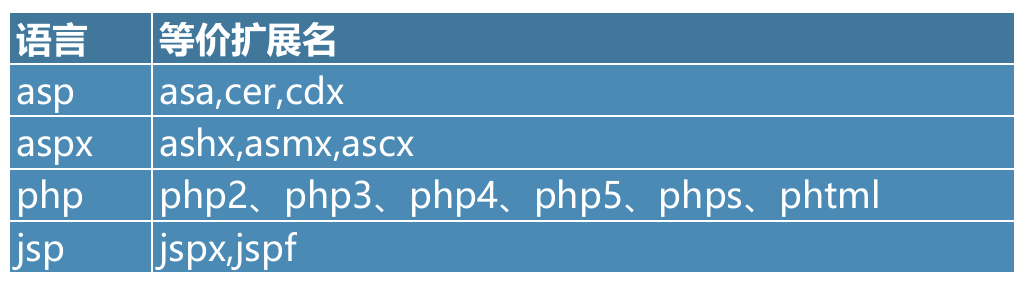 语言 等价扩展名
asp asa,cer,cdx
aspx ashx,asmx,ascx
php php2、php3、php4、php5、phps、phtml
jsp jspx,jspf